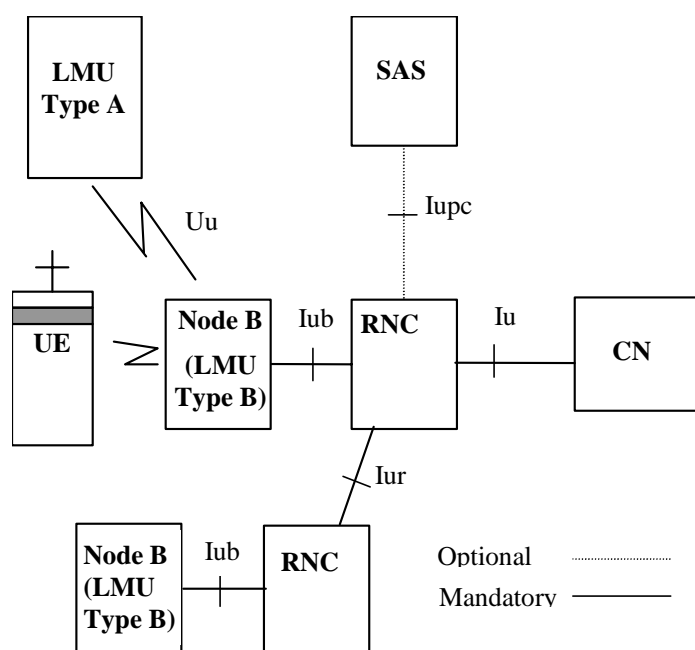 LMU
Type A
SAS
Uu
Iupc
UE
Node B
(LMU
Type B)
Iub
RNC
Iu
CN
Iur
Node B
(LMU
Type B)
Iub
RNC
Optional
Mandatory